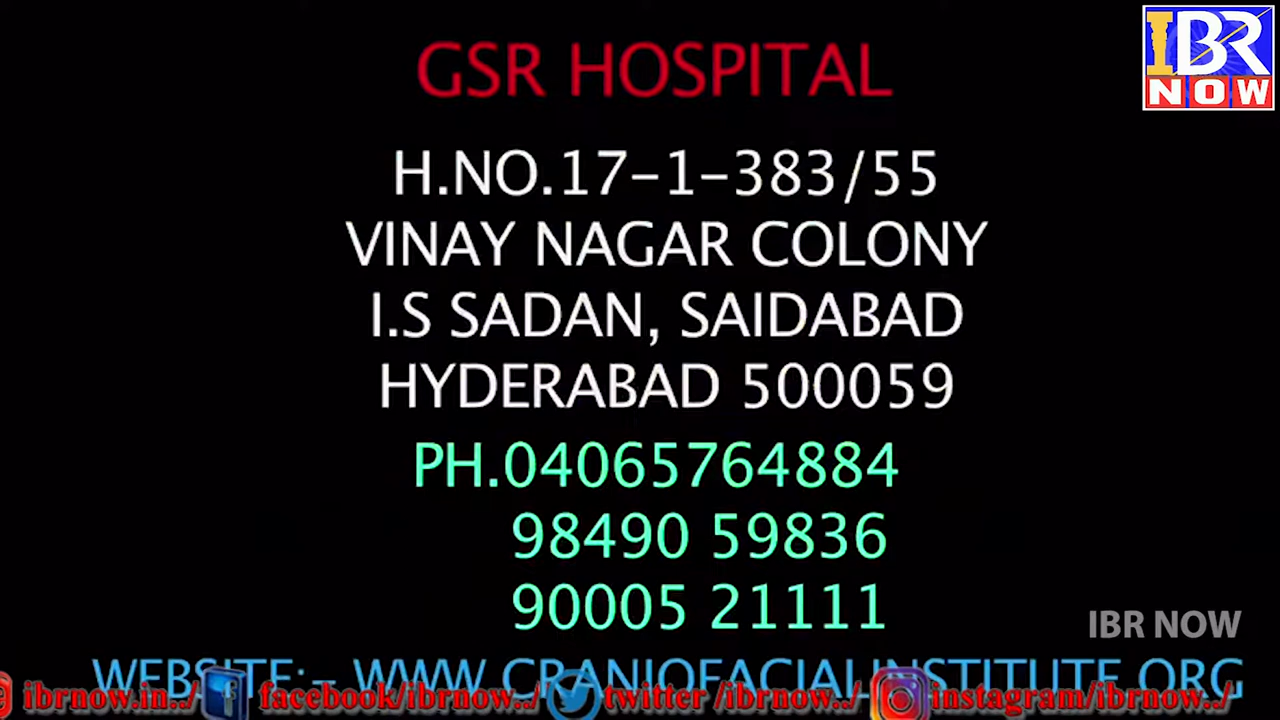 GSR HOSPITAL
IBR
NOW
H.NO.17-1-383/55
VINAY NAGAR COLONY
I.S SADAN, SAIDABAD
HYDERABAD 500059
PH.04065764884
98490 59836
90005 21111
IBR NOW
WEBSITE:- WWW.CRANIOFACIALINSTITUTE.ORG
ibrnow.in../ facebook/ibrnow../ twitter /ibrnow../ instagram/ibrnow../